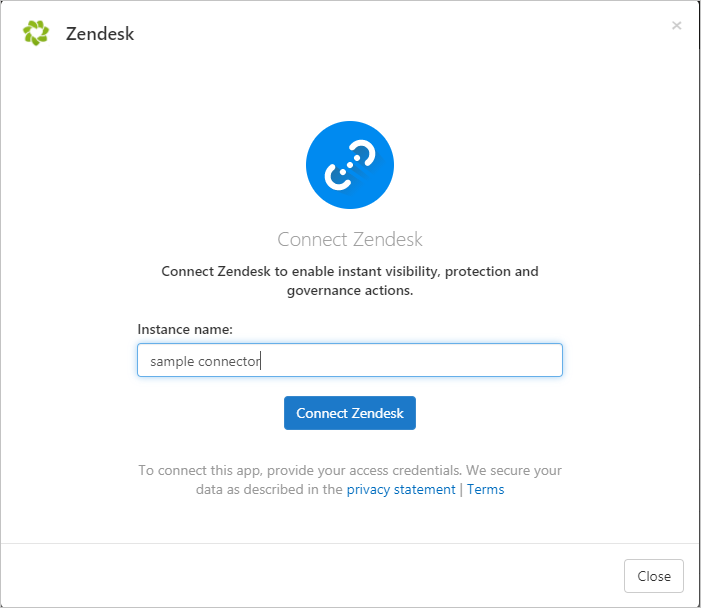 Zendesk
×
Connect Zendesk
Connect Zendesk to enable instant visibility, protection and
governance actions.
Instance name:
sample connector
Connect Zendesk
To connect this app, provide your access credentials. We secure your
data as described in the privacy statement | Terms
Close